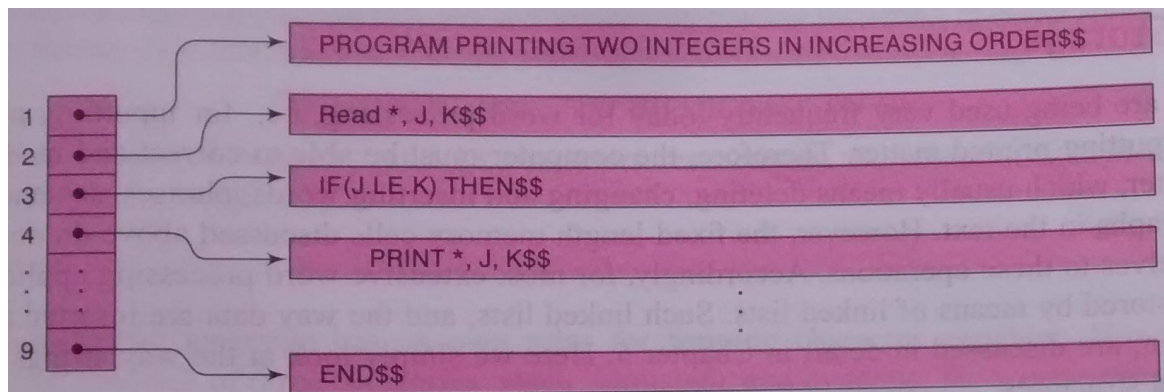 PROGRAM PRINTING TWO INTEGERS IN INCREASING ORDER$$
1
Read *, J, K$$
2
IF(J.LE.K) THEN$$
3
4
PRINT *, J, K$$
9
END$$